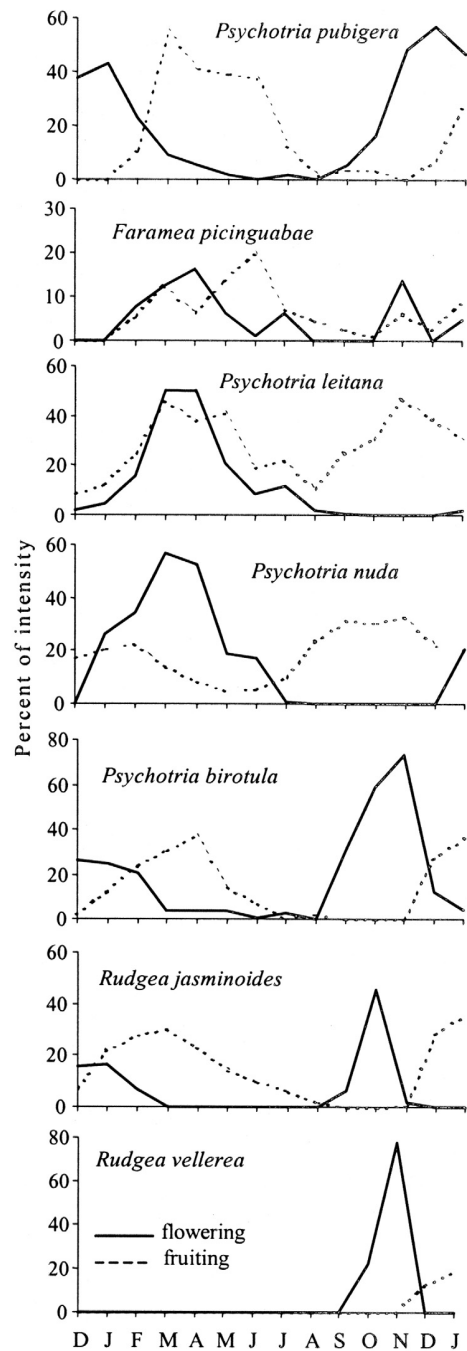 Percent of intensity
60
40
20
0
Psychotria pubigera
30
20
10
0
Faramea picinguabae
60
40
20
0
Psychotria leitana
60
40
20
0
Psychotria nuda
80
60
40
20
0
Psychotria birotula
60
40
20
0
Rudgea jasminoides
80
60
40
20
0
Rudgea vellerea
flowering
fruiting
D J F M A M J J A S O N D J